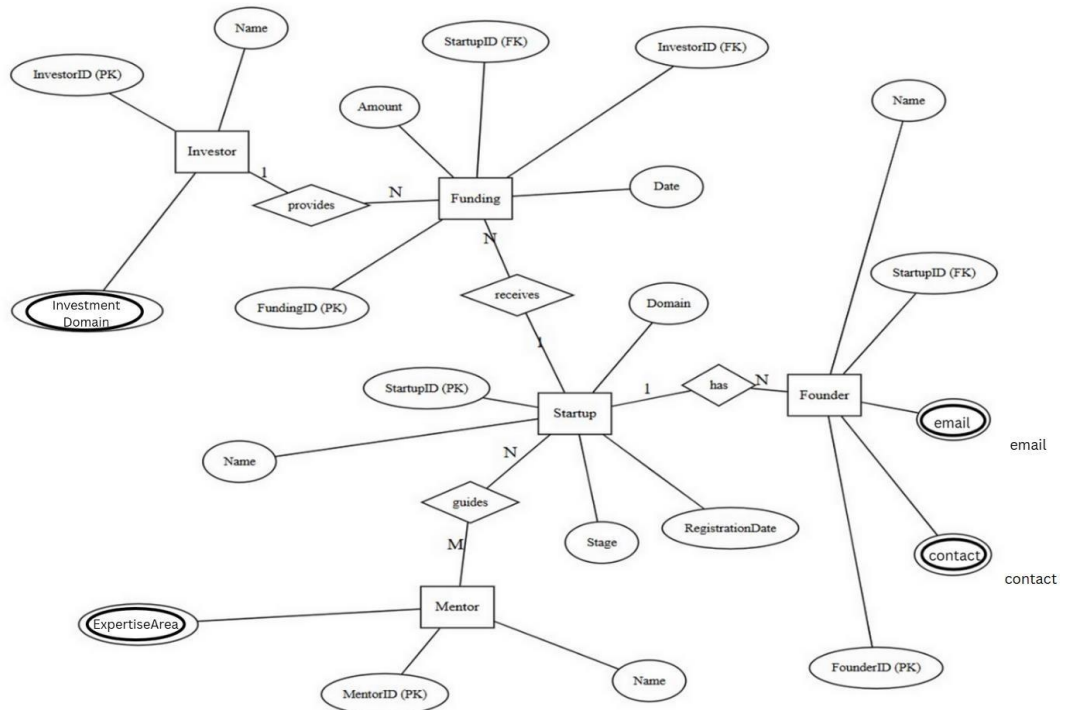 Name
StartupID (FK)
InvestorID (FK)
InvestorID (PK)
Amount
Name
Investor
1
provides
N
Funding
Date
N
StartupID (FK)
receives
Investment
Domain
FundingID (PK)
Domain
1
StartupID (PK)
1
has
N
Founder
Startup
email
email
Name
N
guides
RegistrationDate
Stage
M
contact
contact
Mentor
ExpertiseArea
FounderID (PK)
Name
MentorID (PK)